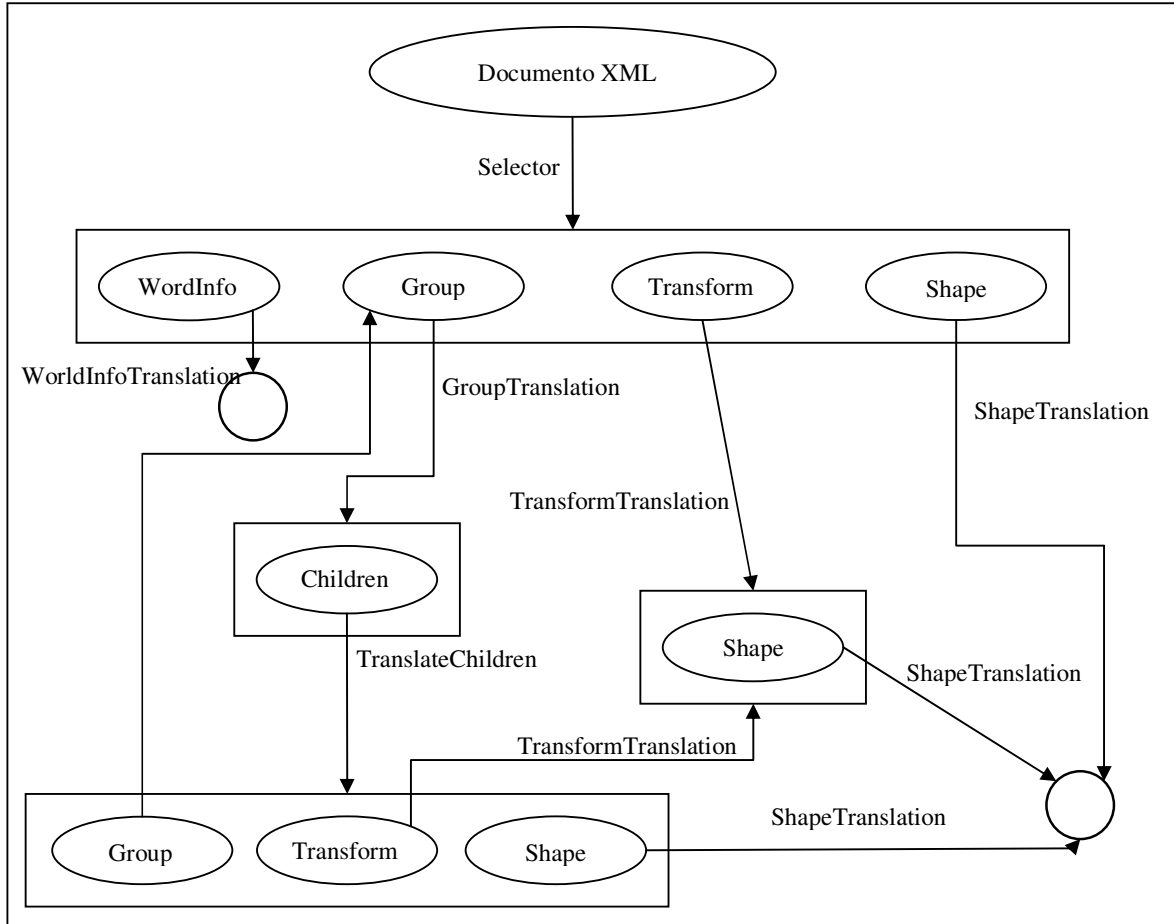 Documento XML
Selector
WordInfo
Group
Transform
Shape
WorldInfoTranslation
GroupTranslation
ShapeTranslation
TransformTranslation
Children
TranslateChildren
Shape
ShapeTranslation
TransformTranslation
ShapeTranslation
Group
Transform
Shape